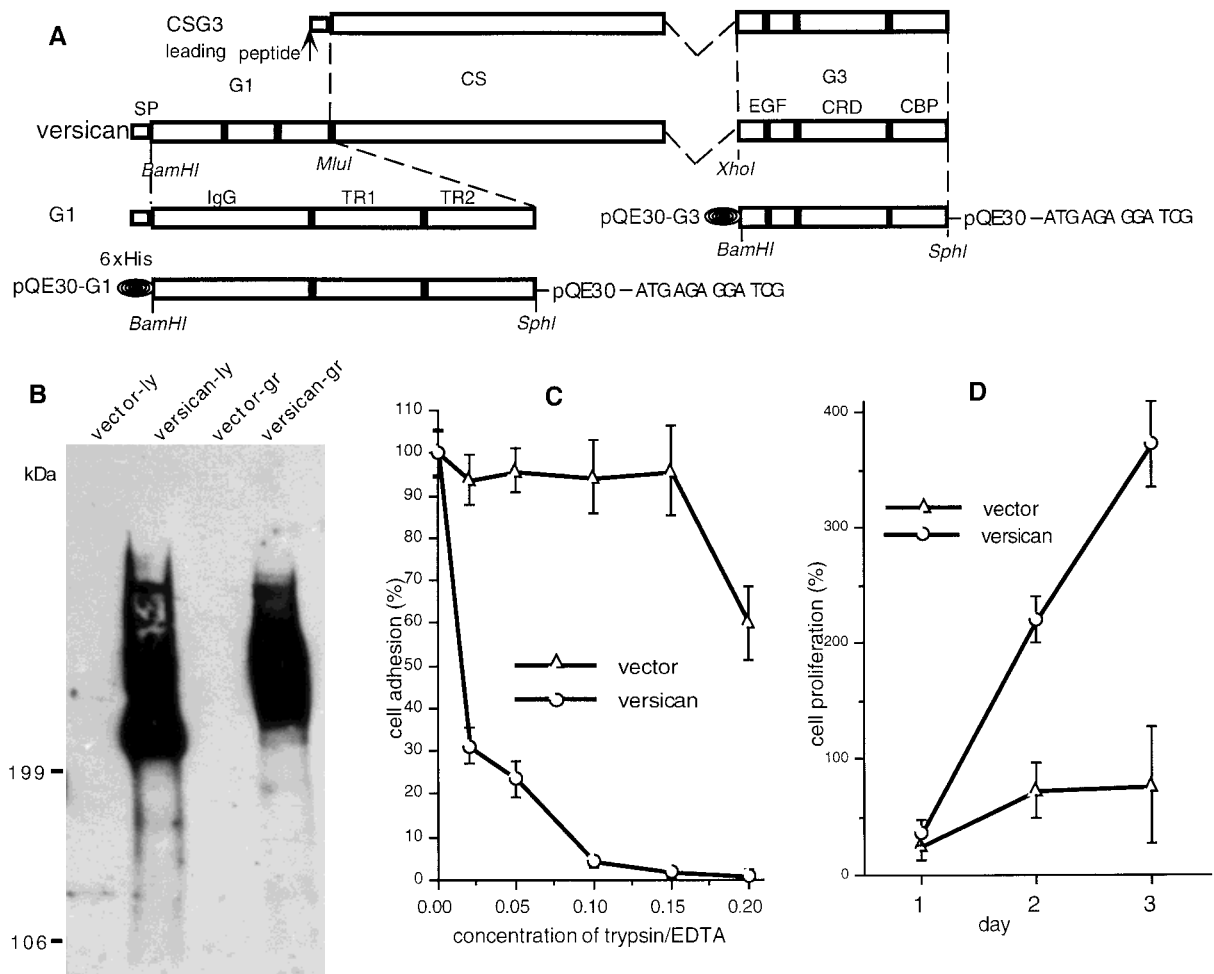 A
CSG3
leading peptide
G1
CS
G3
SP
EGF CRD CBP
versican
BamHI
MluI
XhoI
IgG TR1 TR2
G1
pQE30-G3
pQE30 –ATG AGA GGA TCG
BamHI
SphI
6xHis
pQE30-G1
pQE30 –ATG AGA GGA TCG
BamHI
SphI
B
vector-ly
versican-ly
vector-gr
versican-gr
kDa
199
106
C
cell adhesion (%)
110
100
90
80
70
60
50
40
30
20
10
0
vector
versican
0.00 0.05 0.10 0.15 0.20
concentration of trypsin/EDTA
D
cell proliferation (%)
400
300
200
100
0
vector
versican
1 2 3
day